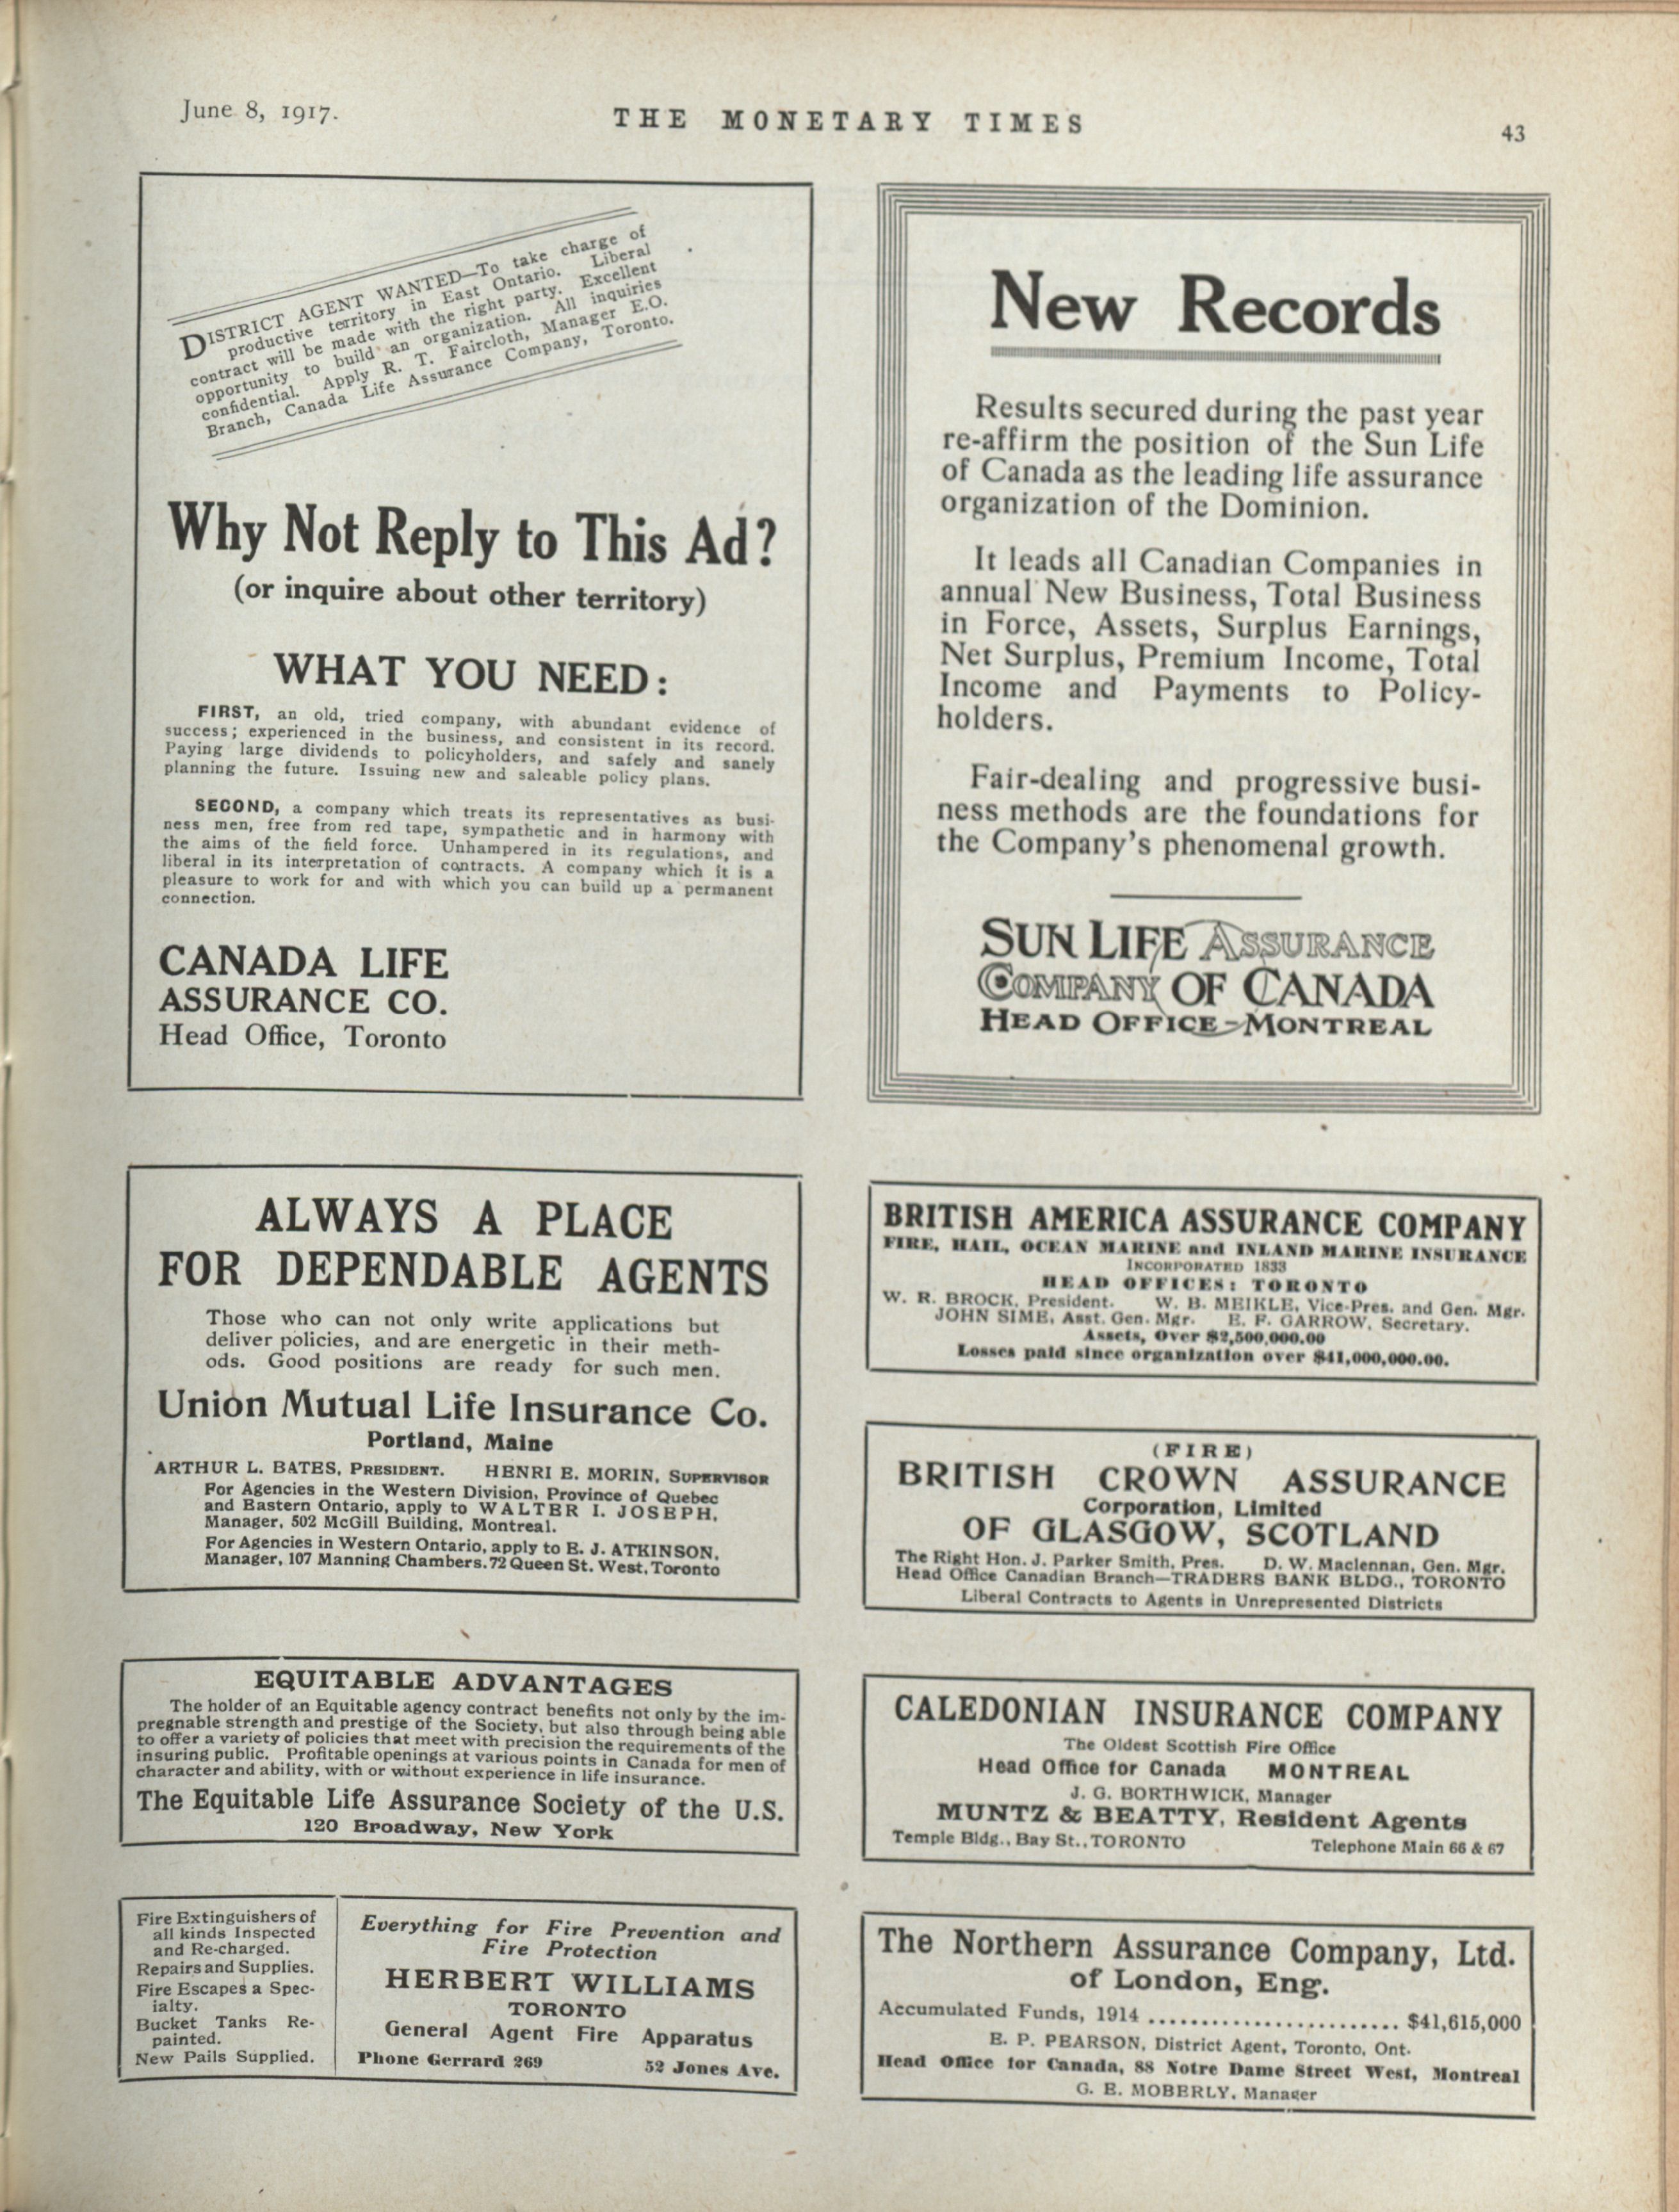 June 8, 1917.
THE MONETARY TIMES
43
DISTRICT AGENT WANTED—To take charge of
productive territory in East Ontario. Liberal
contract will be made with the right party. Excellent
opportunity to build an organization. All inquiries
confidential. Apply R. T. Faircloth, Manager E.O.
Branch, Canada Life Assurance Company, Toronto.
Why Not Reply to This Ad?
(or inquire about other territory)
WHAT YOU NEED:
FIRST, an old, tried company, with abundant evidence of
success; experienced in the business, and consistent in its record.
Paying large dividends to policyholders, and safely and sanely
planning the future. Issuing new and saleable policy plans.
SECOND, a company which treats its representatives as busi-
ness men, free from red tape, sympathetic and in harmony with
the aims of the field force. Unhampered in its regulations, and
liberal in its interpretation of contracts. A company which it is a
pleasure to work for and with which you can build up a permanent
connection.
CANADA LIFE
ASSURANCE CO.
Head Office, Toronto
New Records
Results secured during the past year
re-affirm the position of the Sun Life
of Canada as the leading life assurance
organization of the Dominion.
It leads all Canadian Companies in
annual New Business, Total Business
in Force, Assets, Surplus Earnings,
Net Surplus, Premium Income, Total
Income and Payments to Policy-
holders.
Fair-dealing and progressive busi-
ness methods are the foundations for
the Company's phenomenal growth.
SUN LIFE ASSURANCE
COMPANY OF CANADA
HEAD OFFICE-MONTREAL
ALWAYS A PLACE
FOR DEPENDABLE AGENTS
Those who can not only write applications but
deliver policies, and are energetic in their meth-
ods. Good positions are ready for such men.
Union Mutual Life Insurance Co.
Portland, Maine
ARTHUR L. BATES, PRESIDENT. HENRI E. MORIN, SUPERVISOR
For Agencies in the Western Division, Province of Quebec
and Eastern Ontario, apply to WALTER I. JOSEPH,
Manager, 502 McGill Building, Montreal.
For Agencies in Western Ontario, apply to E. J. ATKINSON,
Manager, 107 Manning Chambers, 72 Queen St. West, Toronto
BRITISH AMERICA ASSURANCE COMPANY
FIRE, HAIL, OCEAN MARINE and INLAND MARINE INSURANCE
INCORPORATED 1833
HEAD OFFICES: TORONTO
W. R. BROCK, President. W. B. MEIKLE, Vice-Pres. and Gen. Mgr.
JOHN SIME, Asst. Gen. Mgr. E. F. GARROW, Secretary.
Assets, Over $2,500,000.00
Losses paid since organization over $41,000,000.00.
(FIRE)
BRITISH CROWN ASSURANCE
Corporation, Limited
OF GLASGOW, SCOTLAND
The Right Hon. J. Parker Smith, Pres. D. W. Maclennan, Gen. Mgr.
Head Office Canadian Branch—TRADERS BANK BLDG., TORONTO
Liberal Contracts to Agents in Unrepresented Districts
EQUITABLE ADVANTAGES
The holder of an Equitable agency contract benefits not only by the im-
pregnable strength and prestige of the Society, but also through being able
to offer a variety of policies that meet with precision the requirements of the
insuring public. Profitable openings at various points in Canada for men of
character and ability, with or without experience in life insurance.
The Equitable Life Assurance Society of the U.S.
120 Broadway, New York
CALEDONIAN INSURANCE COMPANY
The Oldest Scottish Fire Office
Head Office for Canada MONTREAL
J. G. BORTHWICK, Manager
MUNTZ & BEATTY, Resident Agents
Temple Bldg., Bay St., TORONTO Telephone Main 66 & 67
Fire Extinguishers of
all kinds Inspected
and Re-charged.
Repairs and Supplies.
Fire Escapes a Spec-
ialty.
Bucket Tanks Re-
painted.
New Pails Supplied.
Everything for Fire Prevention and
Fire Protection
HERBERT WILLIAMS
TORONTO
General Agent Fire Apparatus
Phone Gerrard 269 52 Jones Ave.
The Northern Assurance Company, Ltd.
of London, Eng.
Accumulated Funds, 1914 ........................ $41,615,000
E. P. PEARSON, District Agent, Toronto, Ont.
Head Office for Canada, 88 Notre Dame Street West, Montreal
G. E. MOBERLY, Manager